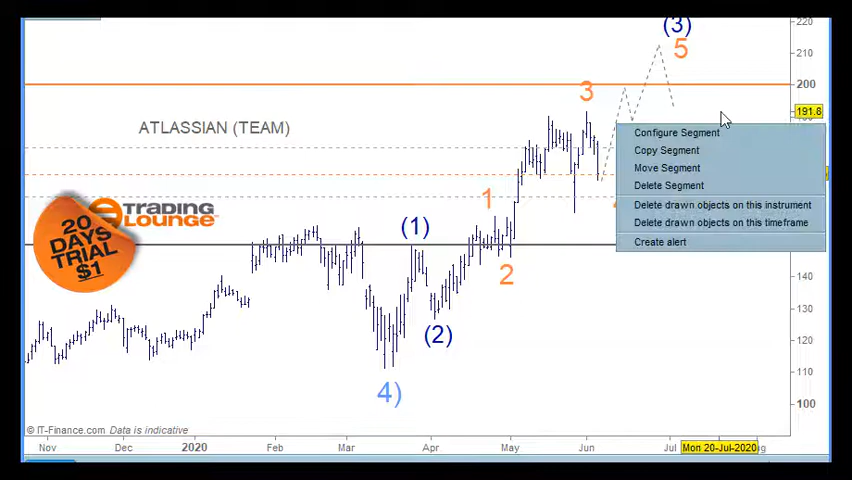 (3)
220
5
210
200
3
191.8
ATLASSIAN (TEAM)
Configure Segment
Copy Segment
Move Segment
Delete Segment
Delete drawn objects on this instrument
Delete drawn objects on this timeframe
Create alert
TRADING
LOUNGE
20
DAYS
TRIAL
$1
1
(1)
2
140
130
(2)
120
110
4)
100
© IT-Finance.com Data is indicative
Nov Dec 2020 Feb Mar Apr May Jun Jul Mon 20-Jul-2020